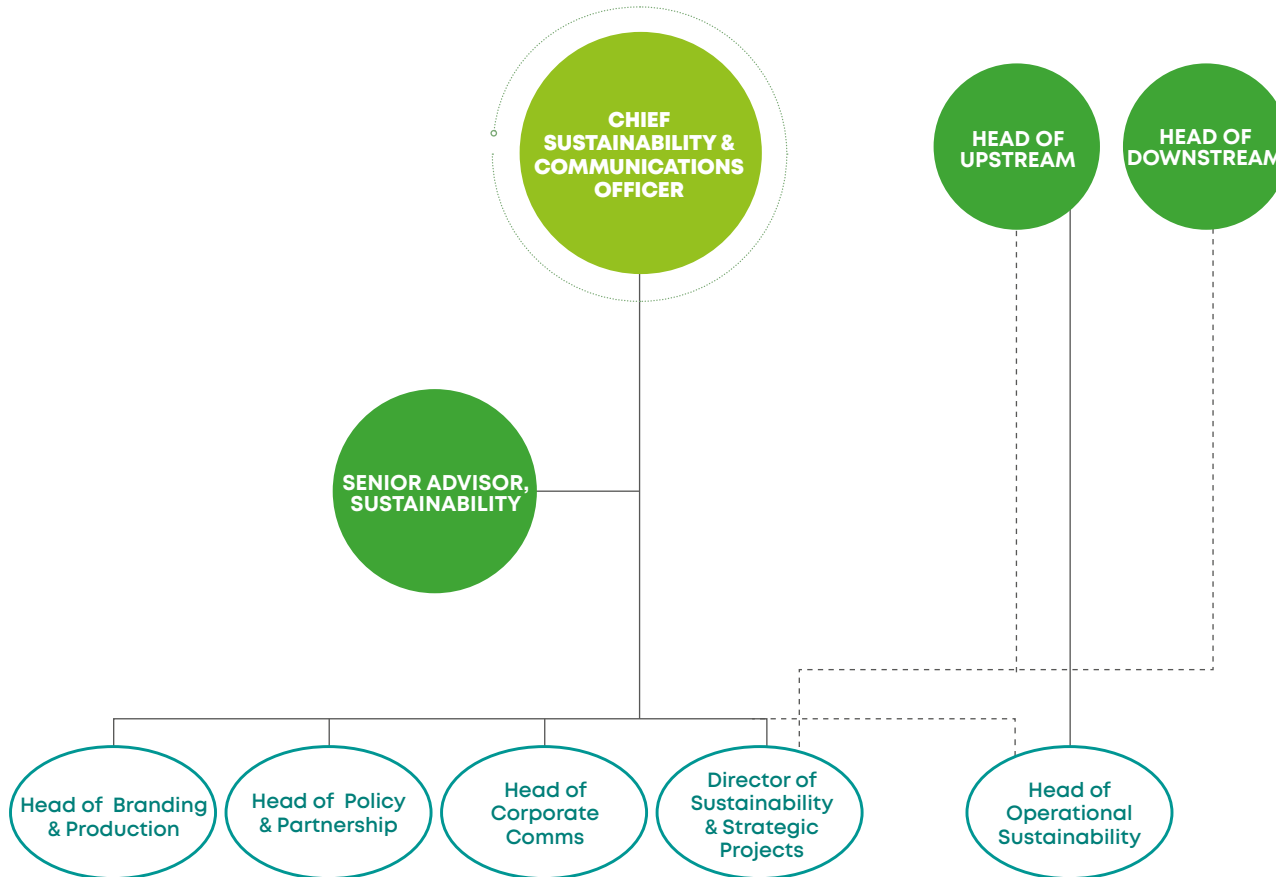 CHIEF
SUSTAINABILITY &
COMMUNICATIONS
OFFICER
HEAD OF
UPSTREAM
HEAD OF
DOWNSTREAM
SENIOR ADVISOR,
SUSTAINABILITY
Head of Branding
& Production
Head of Policy
& Partnership
Head of
Corporate
Comms
Director of
Sustainability
& Strategic
Projects
Head of
Operational
Sustainability